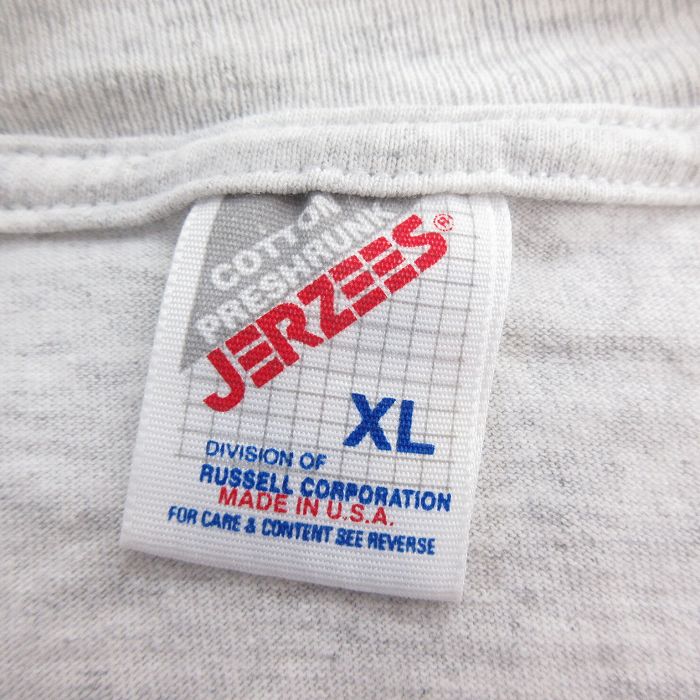 COTTON
PRESHRUNK
JERZEES®
XL
DIVISION OF
RUSSELL CORPORATION
MADE IN U.S.A.
FOR CARE & CONTENT SEE REVERSE